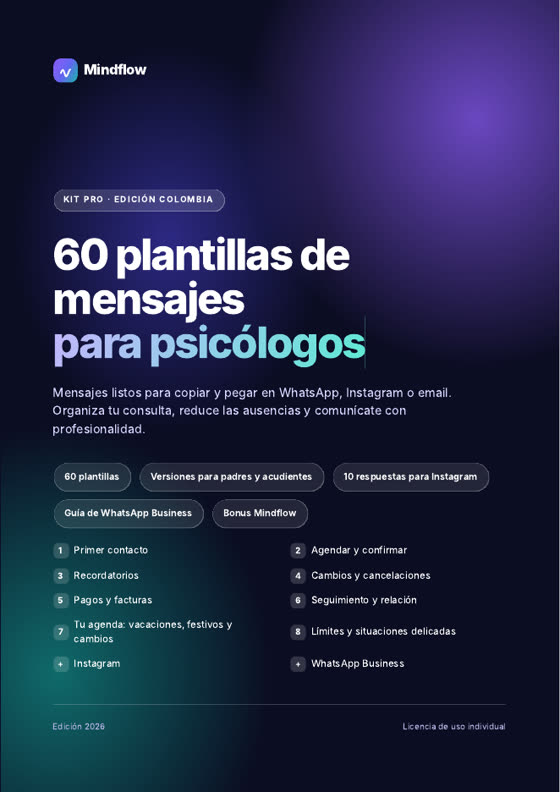 Mindflow
KIT PRO · EDICIÓN COLOMBIA
60 plantillas de
mensajes
para psicólogos
Mensajes listos para copiar y pegar en WhatsApp, Instagram o email.
Organiza tu consulta, reduce las ausencias y comunícate con
profesionalidad.
60 plantillas
Versiones para padres y acudientes
10 respuestas para Instagram
Guía de WhatsApp Business
Bonus Mindflow
1 Primer contacto
2 Agendar y confirmar
3 Recordatorios
4 Cambios y cancelaciones
5 Pagos y facturas
6 Seguimiento y relación
7 Tu agenda: vacaciones, festivos y
cambios
8 Límites y situaciones delicadas
+ Instagram
+ WhatsApp Business
Edición 2026
Licencia de uso individual